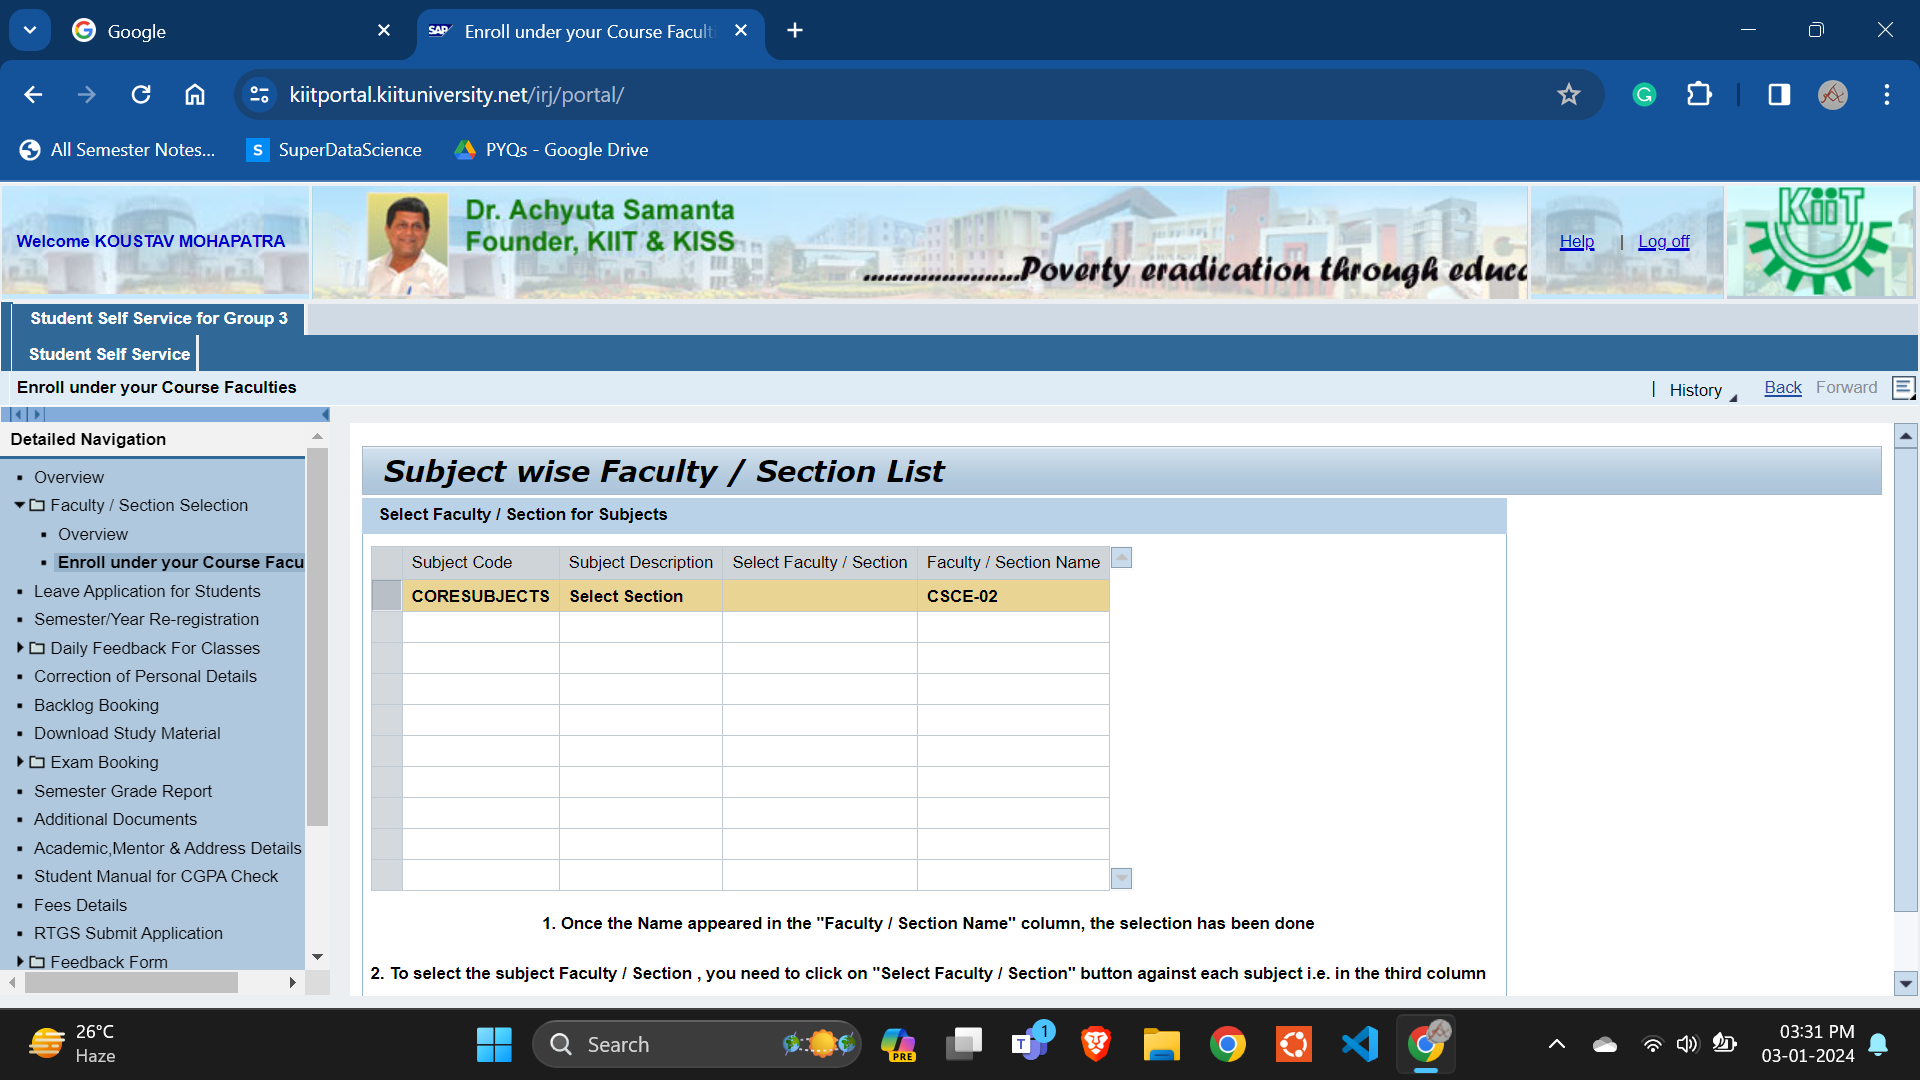 Google
SAP Enroll under your Course Facult
kiitportal.kiituniversity.net/irj/portal/
G
All Semester Notes...
S SuperDataScience
PYQs - Google Drive
Welcome KOUSTAV MOHAPATRA
Dr. Achyuta Samanta
Founder, KIIT & KISS
.....................Poverty eradication through educa
Help | Log off
KiiT
Student Self Service for Group 3
Student Self Service
Enroll under your Course Faculties
| History
Back Forward
Detailed Navigation
Overview
Faculty / Section Selection
Overview
Enroll under your Course Facu
Leave Application for Students
Semester/Year Re-registration
Daily Feedback For Classes
Correction of Personal Details
Backlog Booking
Download Study Material
Exam Booking
Semester Grade Report
Additional Documents
Academic,Mentor & Address Details
Student Manual for CGPA Check
Fees Details
RTGS Submit Application
Feedback Form
Subject wise Faculty / Section List
Select Faculty / Section for Subjects
Subject Code Subject Description Select Faculty / Section Faculty / Section Name
CORESUBJECTS Select Section CSCE-02
1. Once the Name appeared in the "Faculty / Section Name" column, the selection has been done
2. To select the subject Faculty / Section , you need to click on "Select Faculty / Section" button against each subject i.e. in the third column
26°C
Haze
Search
PRE
T 1
03:31 PM
03-01-2024